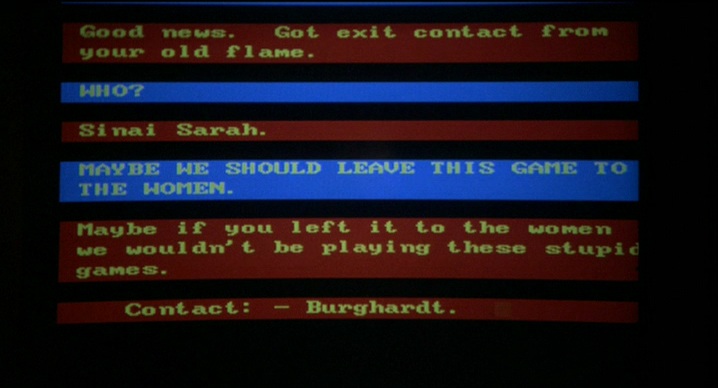 Good news.  Got exit contact from
your old flame.
WHO?
Sinai Sarah.
MAYBE WE SHOULD LEAVE THIS GAME TO
THE WOMEN.
Maybe if you left it to the women
we wouldn't be playing these stupid
games.
Contact: - Burghardt.